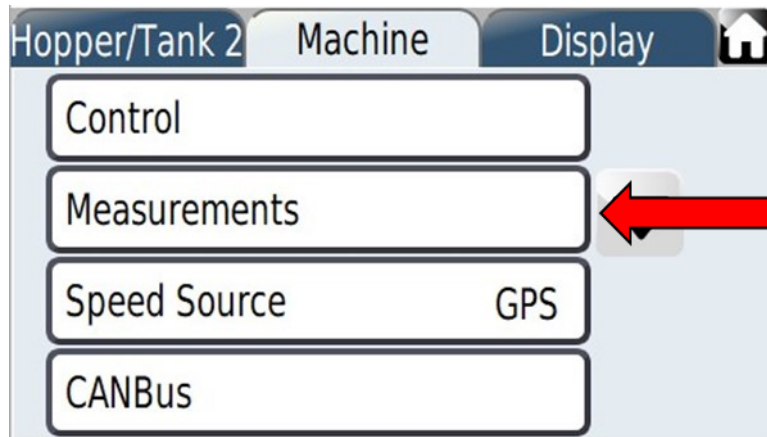 Hopper/Tank 2 Machine Display
Control
Measurements
Speed Source GPS
CANBus